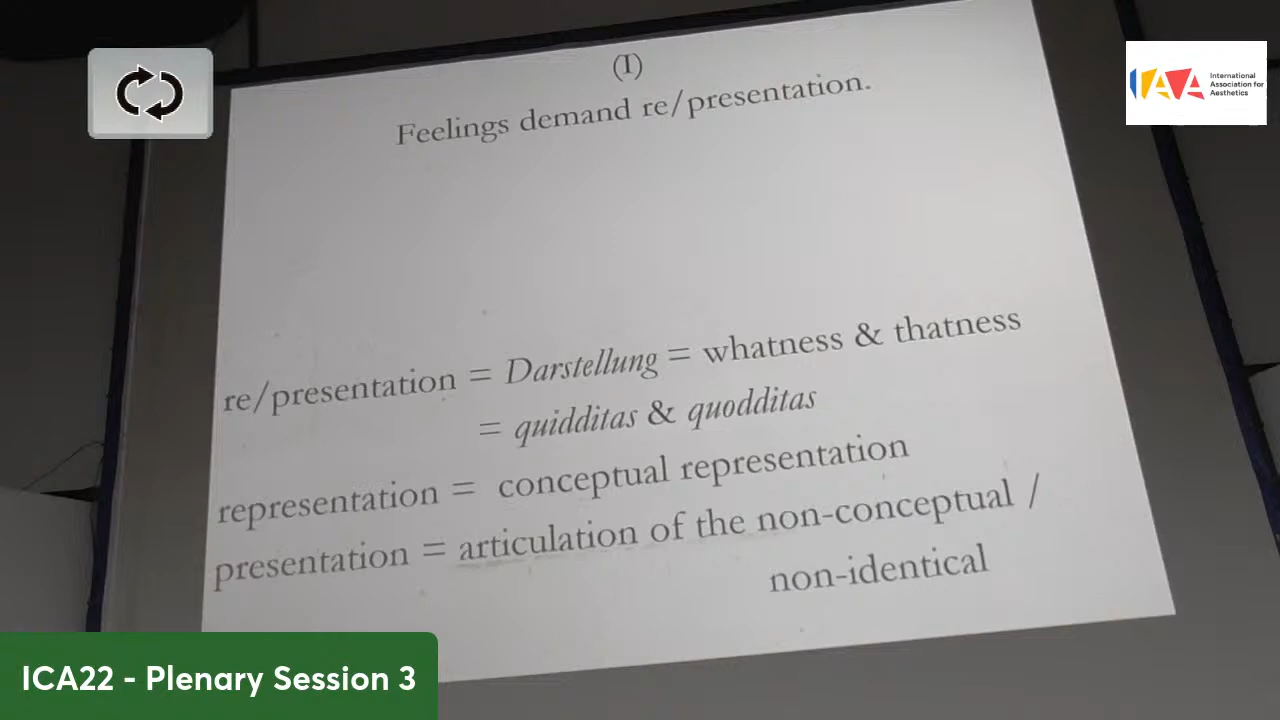 (I)
Feelings demand re/presentation.
re/presentation = Darstellung = whatness & thatness
= quidditas & quodditas
representation = conceptual representation
presentation = articulation of the non-conceptual /
non-identical
International
Association for
Aesthetics
ICA22 - Plenary Session 3